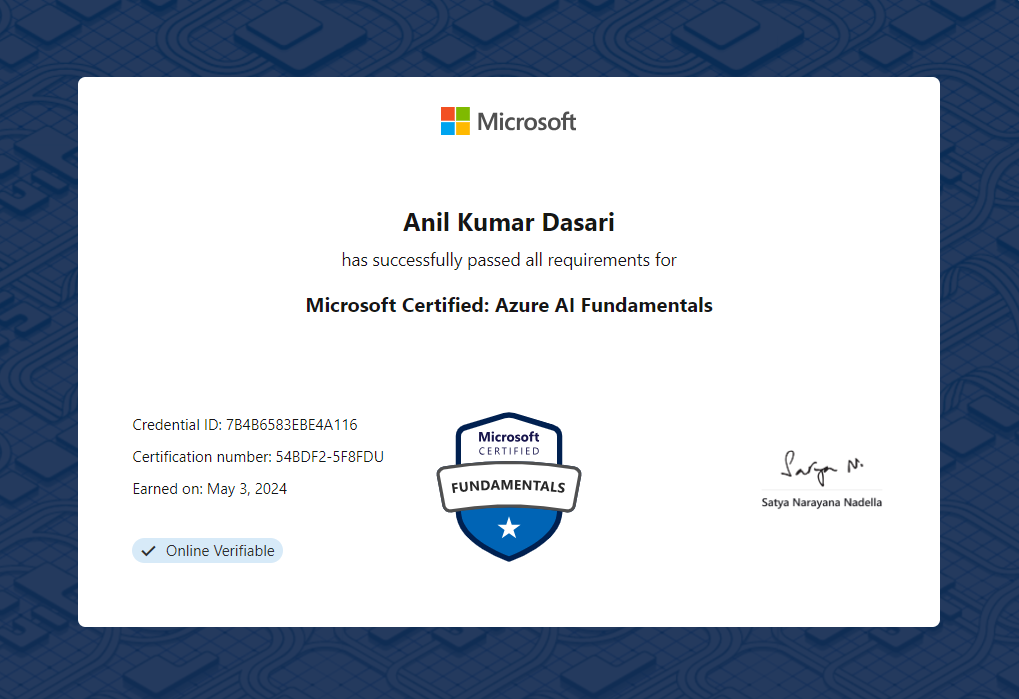 Microsoft
Anil Kumar Dasari
has successfully passed all requirements for
Microsoft Certified: Azure AI Fundamentals
Credential ID: 7B4B6583EBE4A116
Certification number: 54BDF2-5F8FDU
Earned on: May 3, 2024
Online Verifiable
Microsoft
CERTIFIED
FUNDAMENTALS
Satya N.
Satya Narayana Nadella